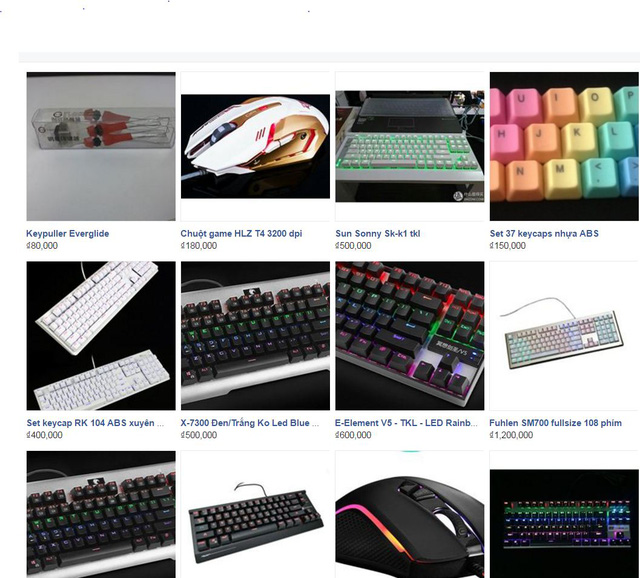 Keypuller Everglide
₫80,000
Chuột game HLZ T4 3200 dpi
₫180,000
Sun Sonny Sk-k1 tkl
₫500,000
Set 37 keycaps nhựa ABS
₫150,000
U I O P
H J K L
N M < >
Set keycap RK 104 ABS xuyên ...
₫400,000
X-7300 Đen/Trắng Ko Led Blue ...
₫500,000
E-Element V5 - TKL - LED Rainb...
₫600,000
Fuhlen SM700 fullsize 108 phím
₫1,200,000